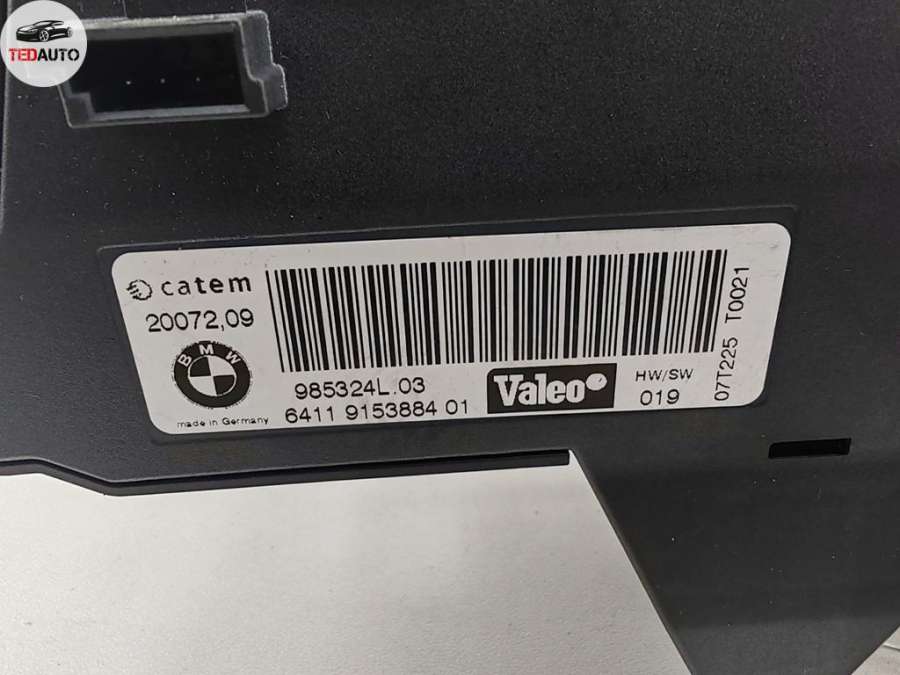 TEDAUTO
catem
20072,09
BMW
made in Germany
985324L.03
6411 9153884 01
Valeo
HW/SW
019
07T225 T0021